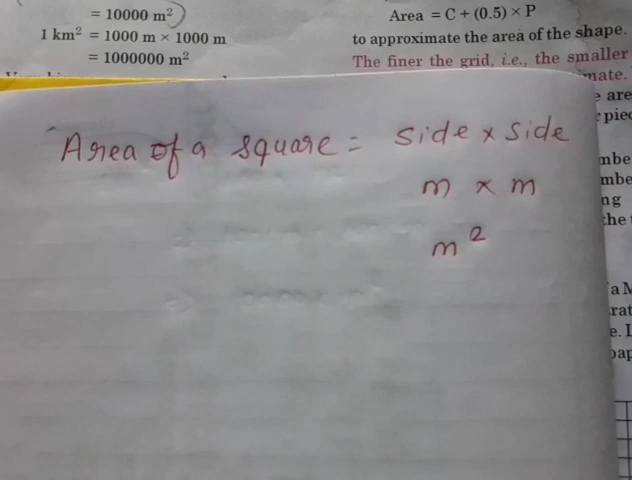 = 10000 m²)
1 km² = 1000 m × 1000 m
= 1000000 m²
Area = C + (0.5) × P
to approximate the area of the shape.
The finer the grid, i.e., the smaller
are
Area of a square = side × side
m × m
m²